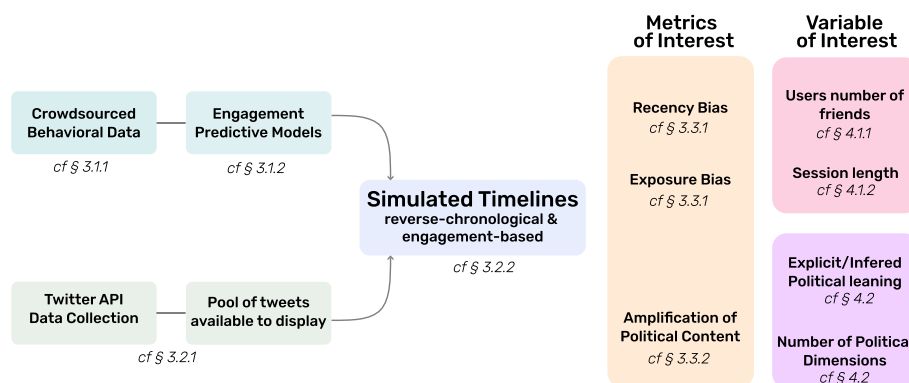 Metrics
of Interest
Variable
of Interest
Crowdsourced
Behavioral Data
cf § 3.1.1
Engagement
Predictive Models
cf § 3.1.2
Simulated Timelines
reverse-chronological &
engagement-based
cf § 3.2.2
Twitter API
Data Collection
Pool of tweets
available to display
cf § 3.2.1
Recency Bias
cf § 3.3.1
Exposure Bias
cf § 3.3.1
Amplification of
Political Content
cf § 3.3.2
Users number of
friends
cf § 4.1.1
Session length
cf § 4.1.2
Explicit/Infered
Political leaning
cf § 4.2
Number of Politica
Dimensions
cf § 4.2